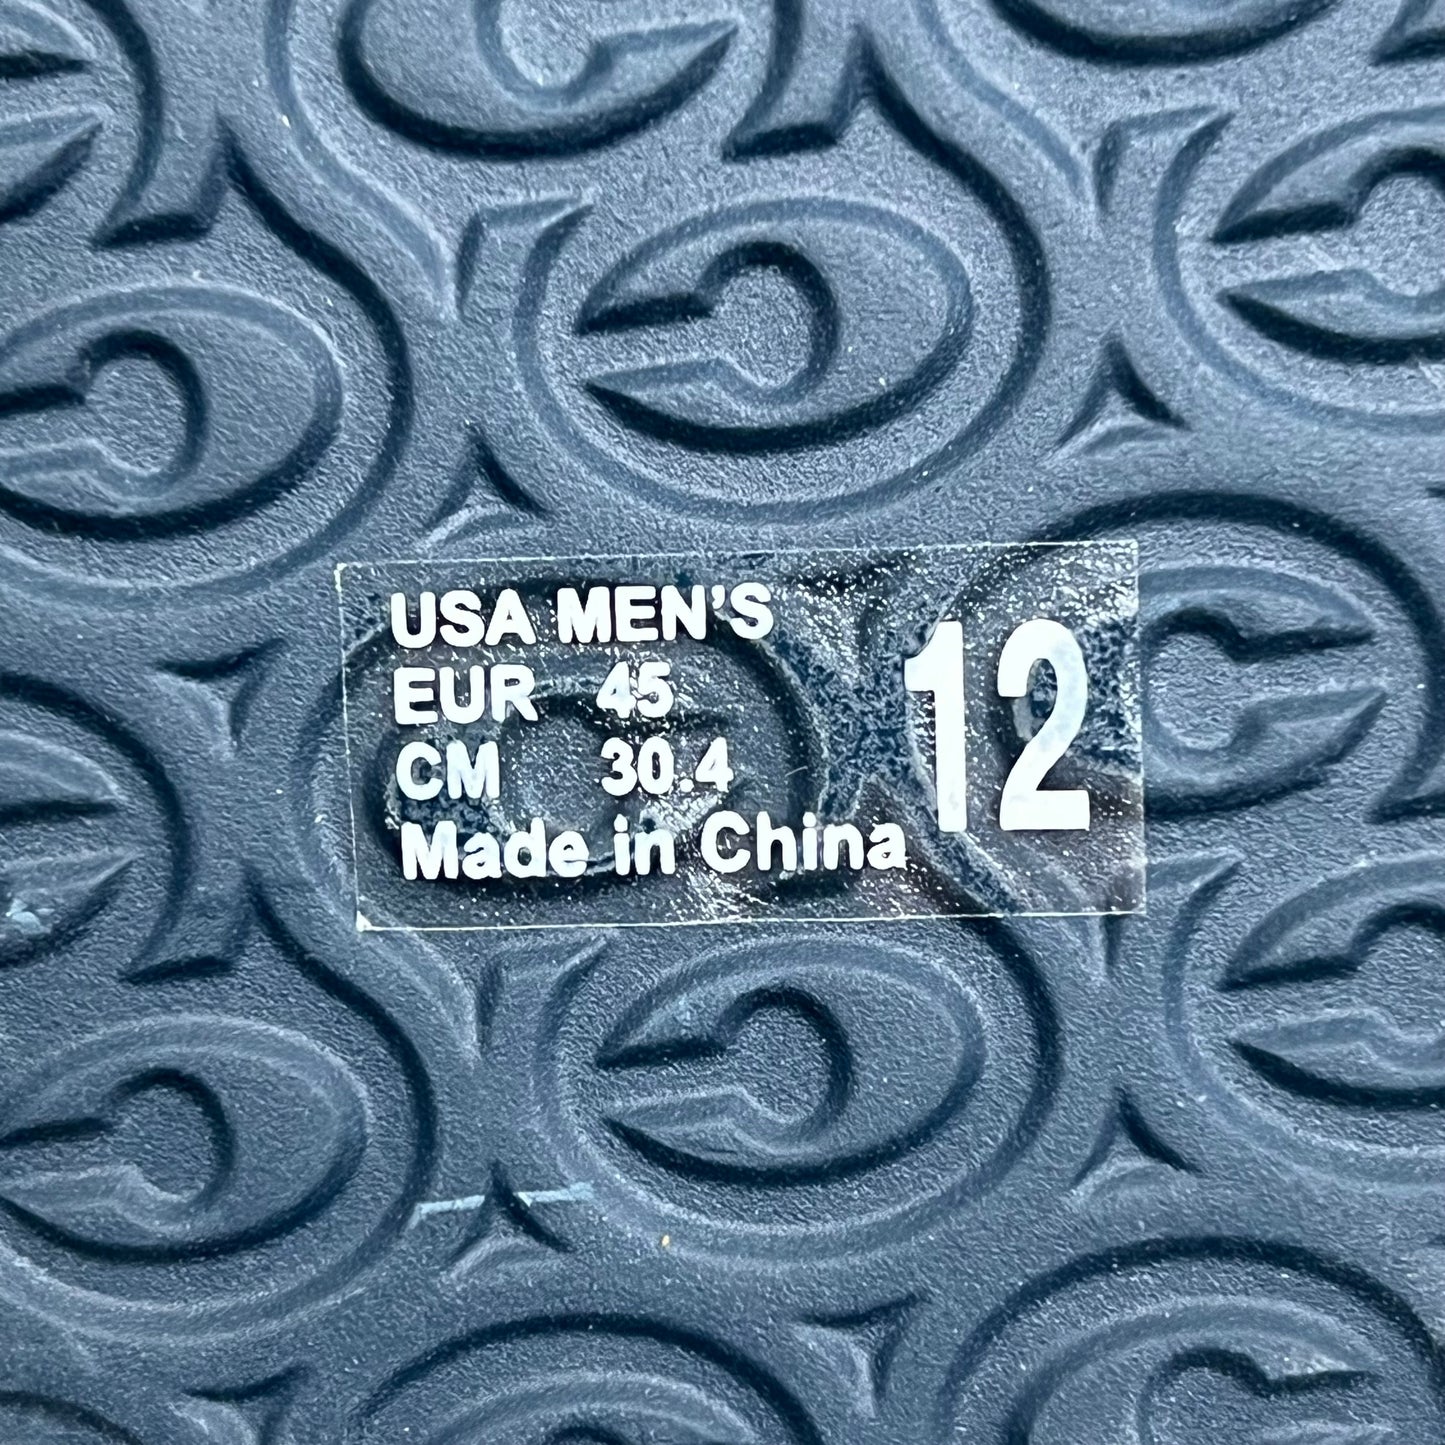 USA MEN'S
EUR 45
CM 30.4
Made in China
12